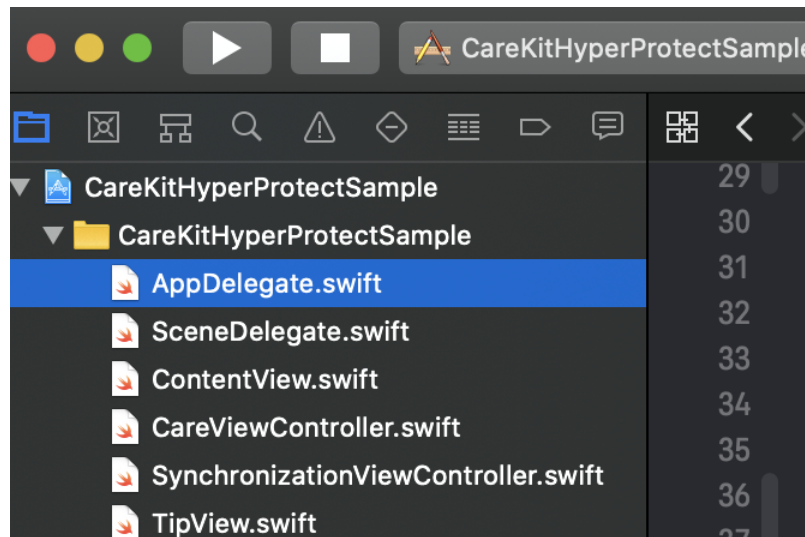 CareKitHyperProtectSample
CareKitHyperProtectSample
29
CareKitHyperProtectSample
30
AppDelegate.swift
31
SceneDelegate.swift
32
ContentView.swift
33
CareViewController.swift
34
SynchronizationViewController.swift
35
TipView.swift
36
37